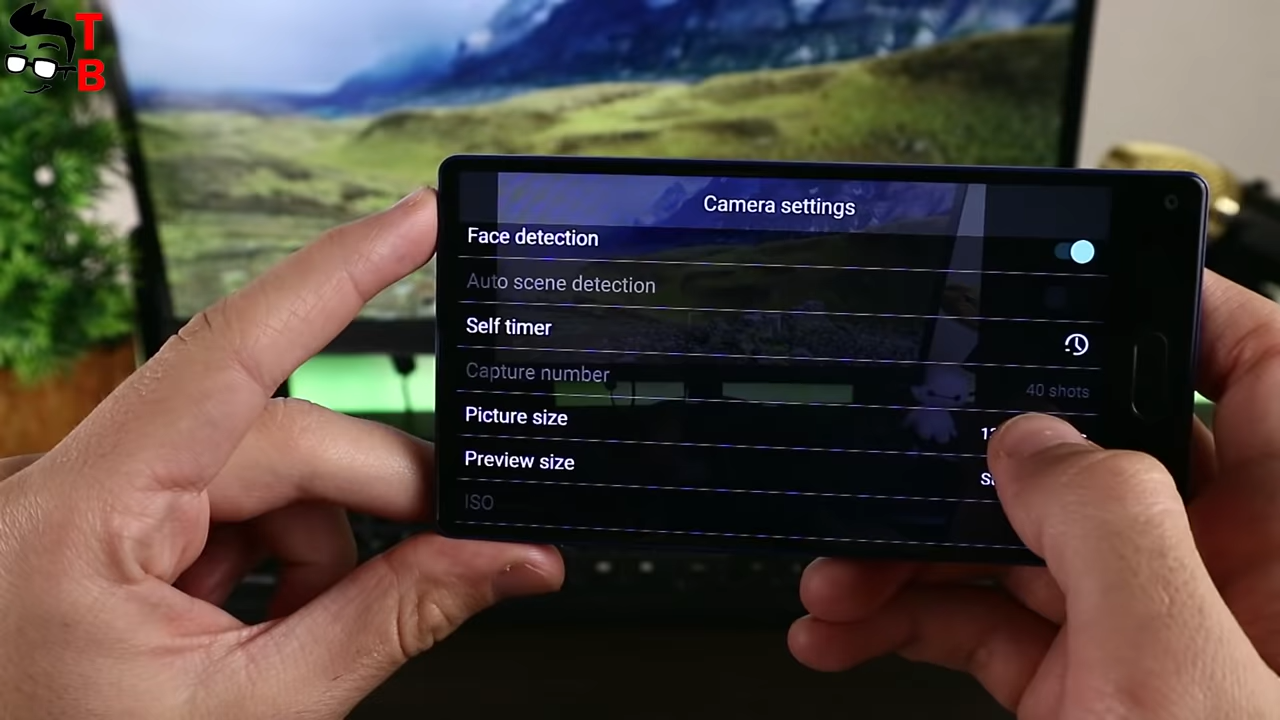 T
B
Camera settings
Face detection
Auto scene detection
Self timer
Capture number
40 shots
Picture size
Preview size
ISO